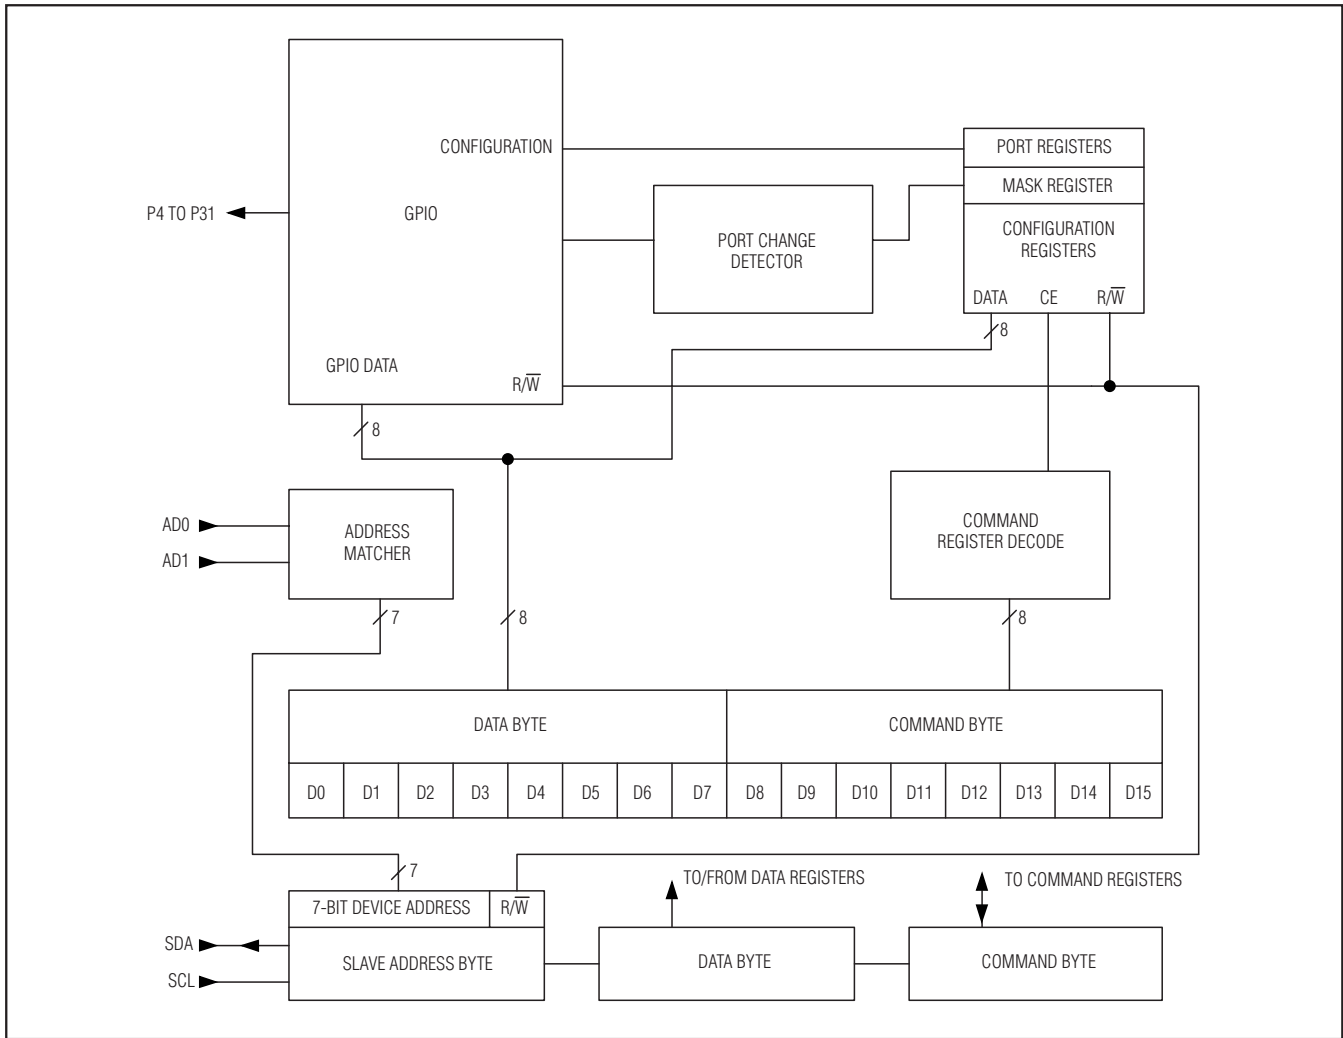 CONFIGURATION
PORT REGISTERS
MASK REGISTER
P4 TO P31
GPIO
PORT CHANGE
DETECTOR
CONFIGURATION
REGISTERS
DATA
CE
R/W̅
8
GPIO DATA
R/W̅
8
AD0
AD1
ADDRESS
MATCHER
COMMAND
REGISTER DECODE
7
8
8
DATA BYTE
COMMAND BYTE
D0 D1 D2 D3 D4 D5 D6 D7 D8 D9 D10 D11 D12 D13 D14 D15
7
TO/FROM DATA REGISTERS
TO COMMAND REGISTERS
7-BIT DEVICE ADDRESS
R/W̅
SDA
SCL
SLAVE ADDRESS BYTE
DATA BYTE
COMMAND BYTE